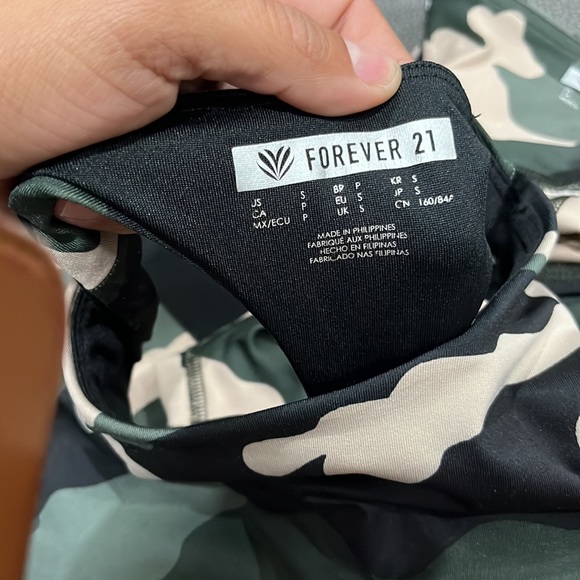 FOREVER 21
US S BR P KR S
CA P EU S JP S
MX/ECU P UK S CN 160/84A
MADE IN PHILIPPINES
FABRIQUÉ AUX PHILIPPINES
HECHO EN FILIPINAS
FABRICADO NAS FILIPINAS